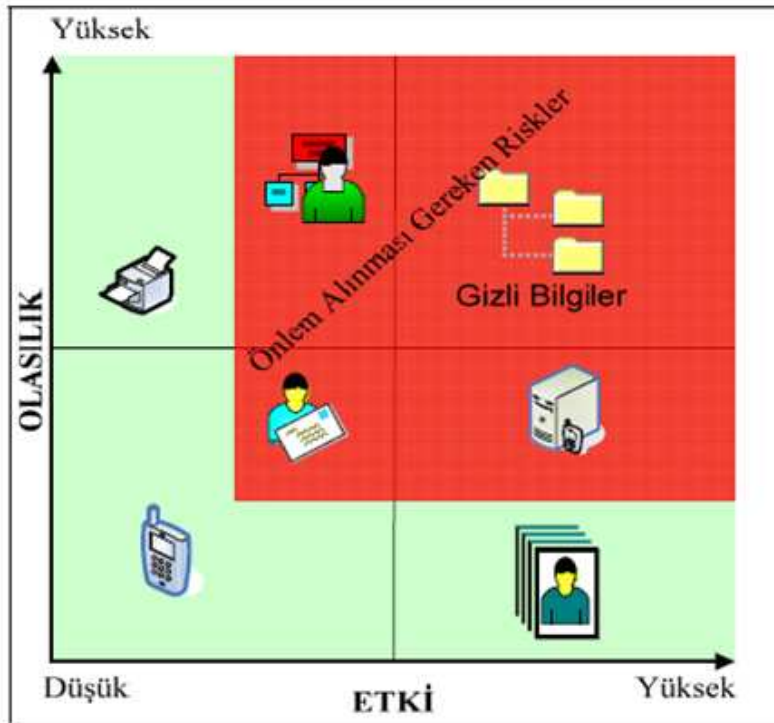 Yüksek
OLASILIK
Önlem Alınması Gereken Riskler
Gizli Bilgiler
Düşük
ETKİ
Yüksek